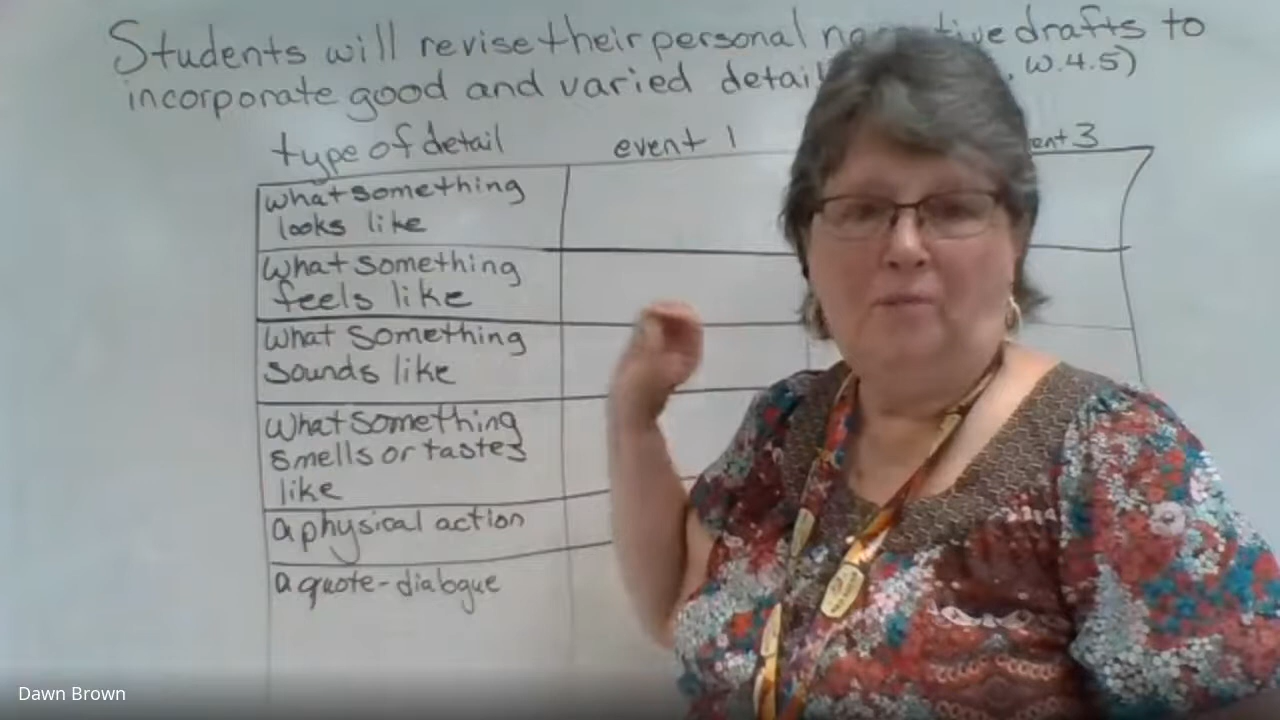 Students will revise their personal drafts to
incorporate good and varied W.4.5)
type of detail event 1 3
what something
looks like
What something
feels like
What something
sounds like
What something
smells or tastes
like
a physical action
a quote-dialogue
Dawn Brown